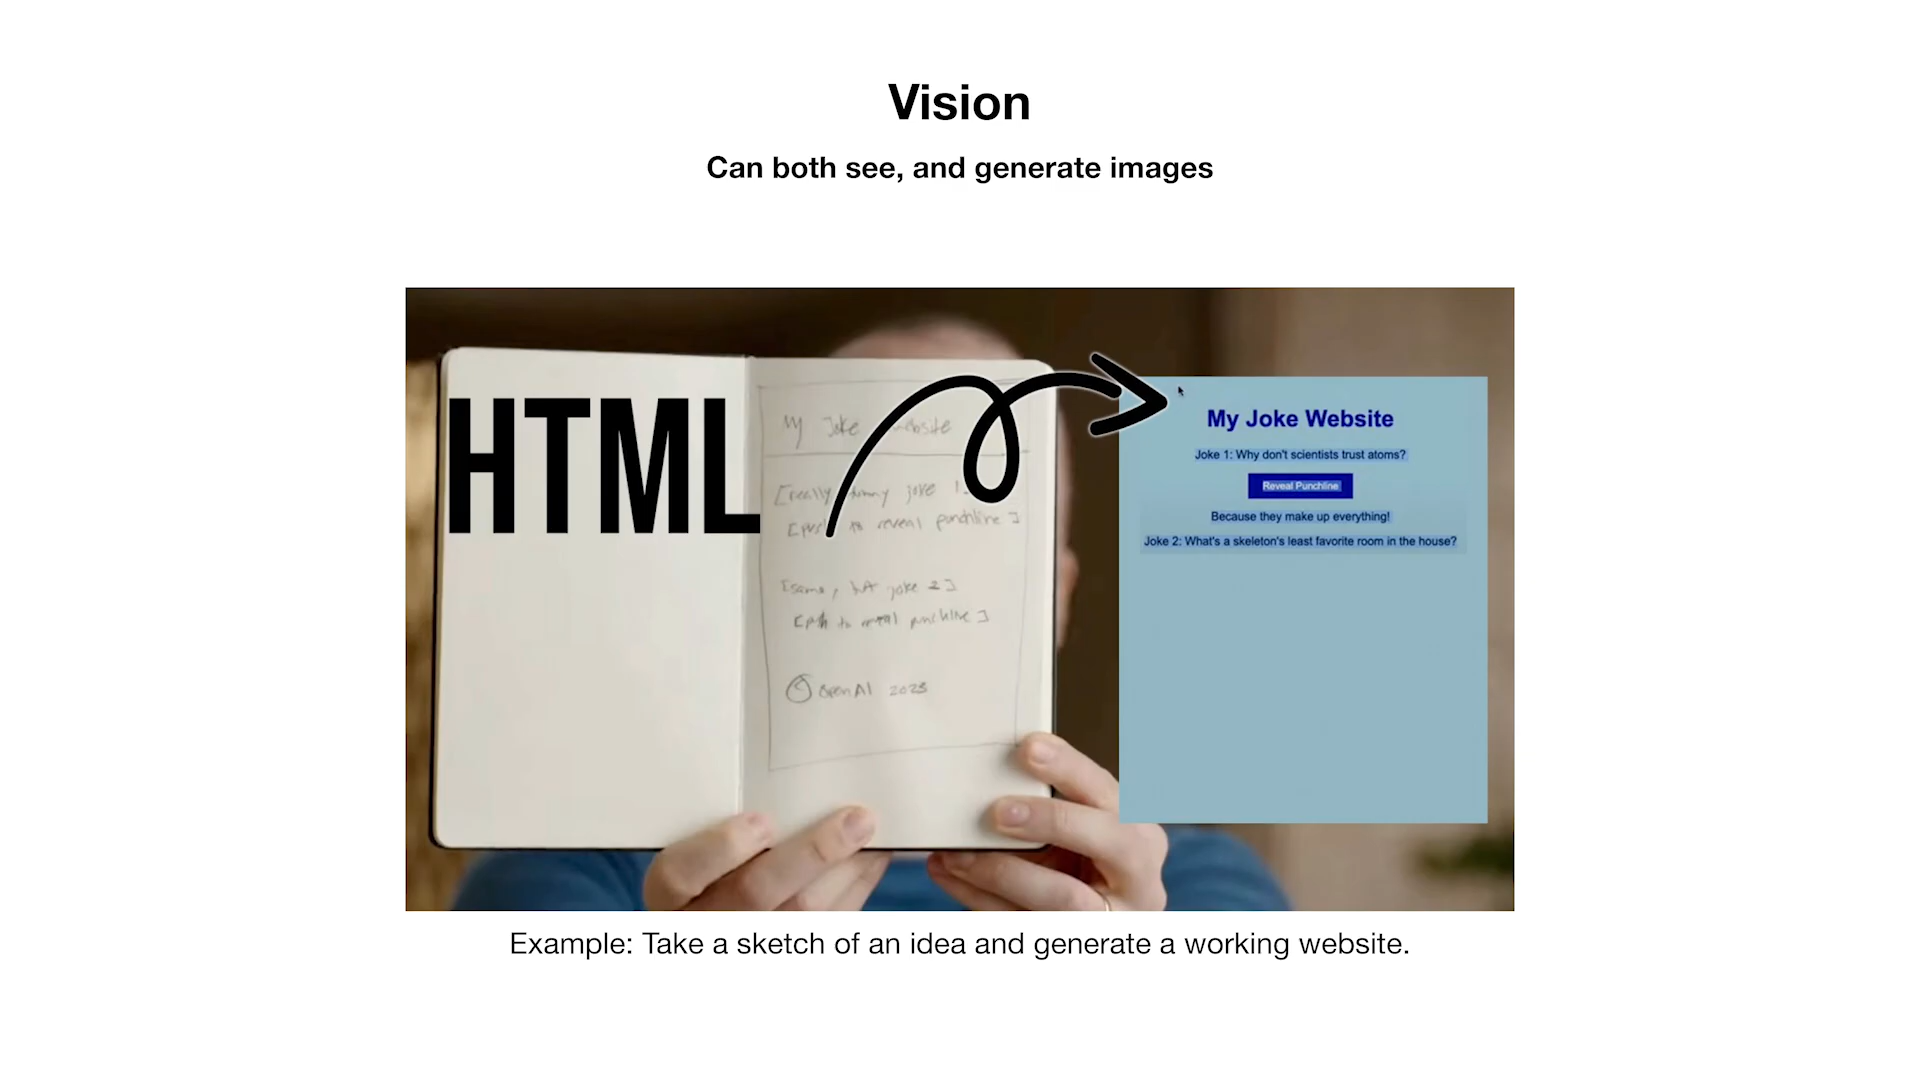 Vision
Can both see, and generate images
HTML
My Joke Website
[really funny joke !]
[push to reveal punchline]
[same, but joke 2]
[push to reveal punchline]
© OpenAI 2023
My Joke Website
Joke 1: Why don't scientists trust atoms?
Reveal Punchline
Because they make up everything!
Joke 2: What's a skeleton's least favorite room in the house?
Example: Take a sketch of an idea and generate a working website.